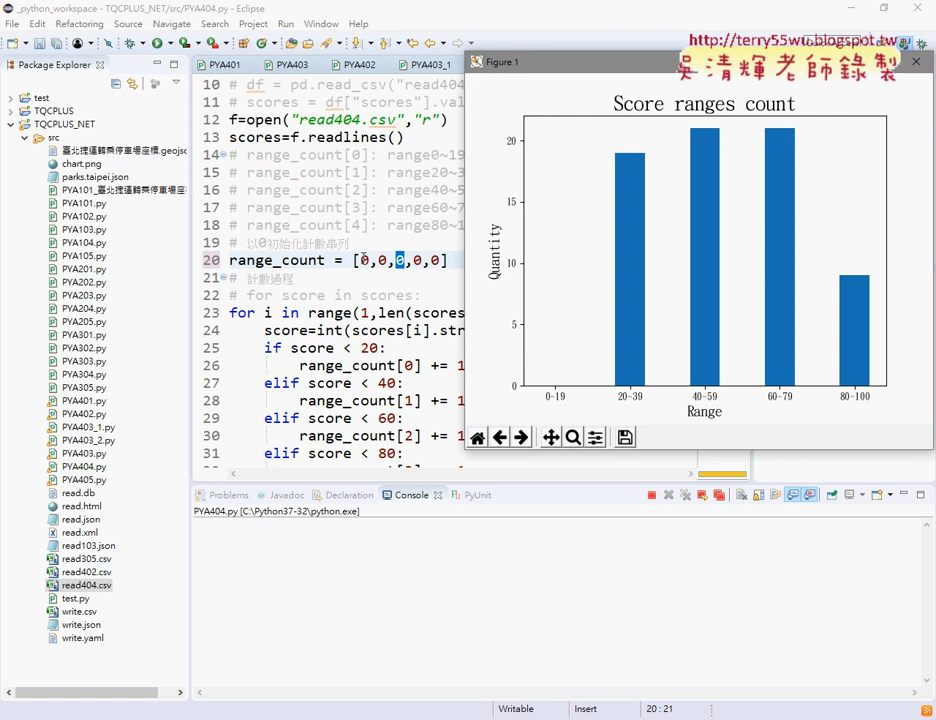 _python_workspace - TQCPLUS_NET/src/PYA404.py - Eclipse
File Edit Refactoring Source Navigate Search Project Run Window Help
http://terry55wu.blogspot.tw
吳清輝老師錄製
Package Explorer
PYA401
PYA403
PYA402
PYA403_1
Figure 1
test
TQCPLUS
TQCPLUS_NET
src
臺北捷運轉乘停車場座標.geojso
chart.png
parks.taipei.json
PYA101_臺北捷運轉乘停車場座
PYA101.py
PYA102.py
PYA103.py
PYA104.py
PYA105.py
PYA201.py
PYA202.py
PYA203.py
PYA204.py
PYA205.py
PYA301.py
PYA302.py
PYA303.py
PYA304.py
PYA305.py
PYA401.py
PYA402.py
PYA403_1.py
PYA403_2.py
PYA403.py
PYA404.py
PYA405.py
read.db
read.html
read.json
read.xml
read103.json
read305.csv
read402.csv
read404.csv
test.py
write.csv
write.json
write.yaml
10 # df = pd.read_csv("read404
11 # scores = df["scores"].val
12 f=open("read404.csv","r")
13 scores=f.readlines()
14 # range_count[0]: range0~19
15 # range_count[1]: range20~3
16 # range_count[2]: range40~5
17 # range_count[3]: range60~7
18 # range_count[4]: range80~1
19 # 以0初始化計數串列
20 range_count = [0,0,0,0,0]
21 # 計數過程
22 # for score in scores:
23 for i in range(1,len(scores
24 score=int(scores[i].str
25 if score < 20:
26 range_count[0] += 1
27 elif score < 40:
28 range_count[1] += 1
29 elif score < 60:
30 range_count[2] += 1
31 elif score < 80:
Score ranges count
Quantity
20
15
10
5
0
0~19 20~39 40~59 60~79 80~100
Range
Problems Javadoc Declaration Console PyUnit
PYA404.py [C:\Python37-32\python.exe]
Writable Insert 20 : 21